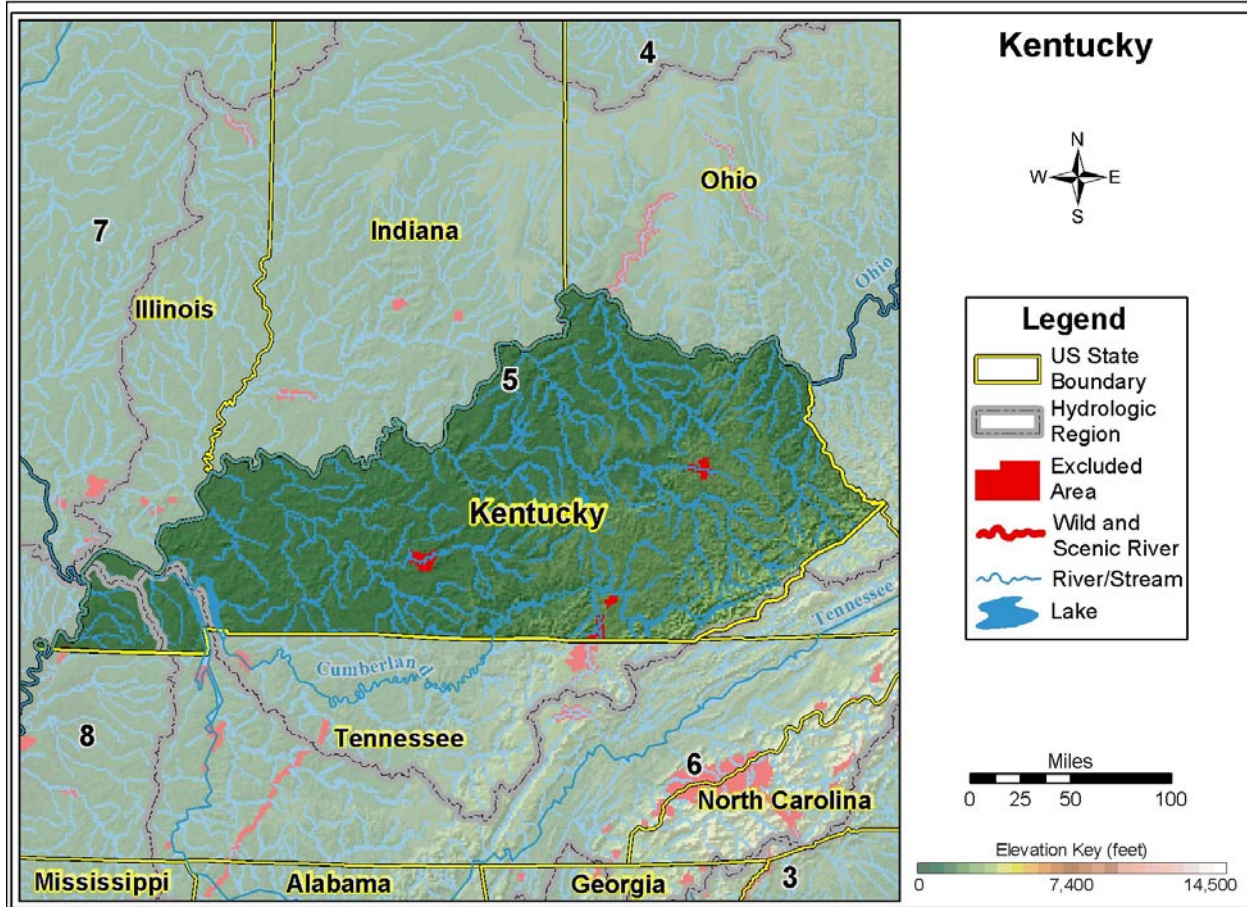 Kentucky
N
W E
S
4
Ohio
7
Indiana
Ohio
Illinois
5
Kentucky
Tennessee
Cumberland
8
Tennessee
6
North Carolina
Mississippi
Alabama
Georgia
3
Legend
US State
Boundary
Hydrologic
Region
Excluded
Area
Wild and
Scenic River
River/Stream
Lake
Miles
0 25 50 100
Elevation Key (feet)
0 7,400 14,500